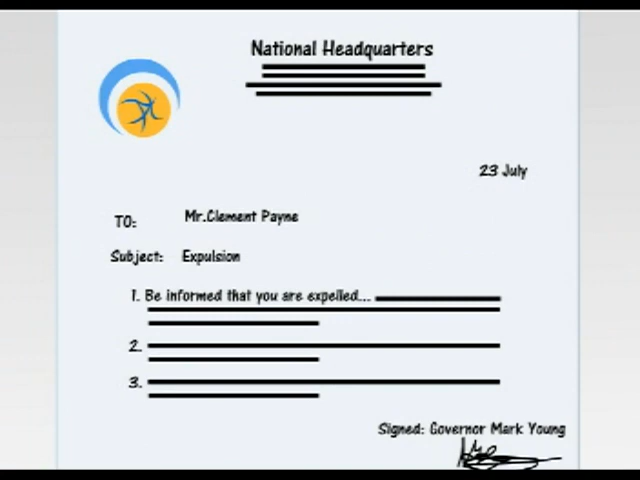 National Headquarters
23 July
TO: Mr.Clement Payne
Subject: Expulsion
1. Be informed that you are expelled...
2.
3.
Signed: Governor Mark Young